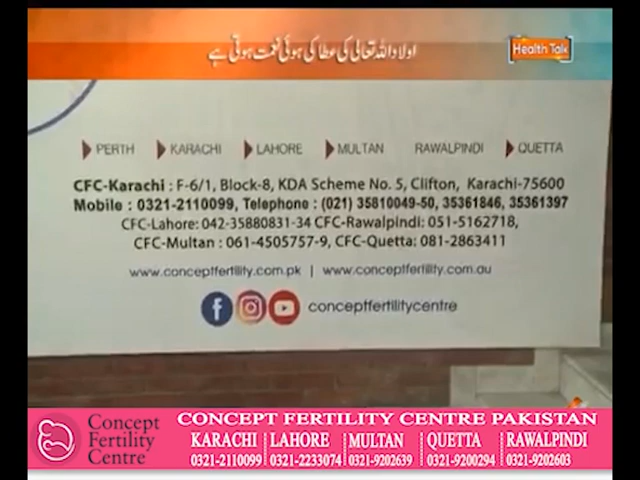 اولاد اللہ تعالیٰ کی عطا کی ہوئی نعمت ہوتی ہے
Health Talk
PERTH KARACHI LAHORE MULTAN RAWALPINDI QUETTA
CFC-Karachi : F-6/1, Block-8, KDA Scheme No. 5, Clifton, Karachi-75600
Mobile : 0321-2110099, Telephone : (021) 35810049-50, 35361846, 35361397
CFC-Lahore: 042-35880831-34 CFC-Rawalpindi: 051-5162718,
CFC-Multan : 061-4505757-9, CFC-Quetta: 081-2863411
www.conceptfertility.com.pk | www.conceptfertility.com.au
conceptfertilitycentre
Concept
Fertility
Centre
CONCEPT FERTILITY CENTRE PAKISTAN
KARACHI LAHORE MULTAN QUETTA RAWALPINDI
0321-2110099 0321-2233074 0321-9202639 0321-9200294 0321-9202603